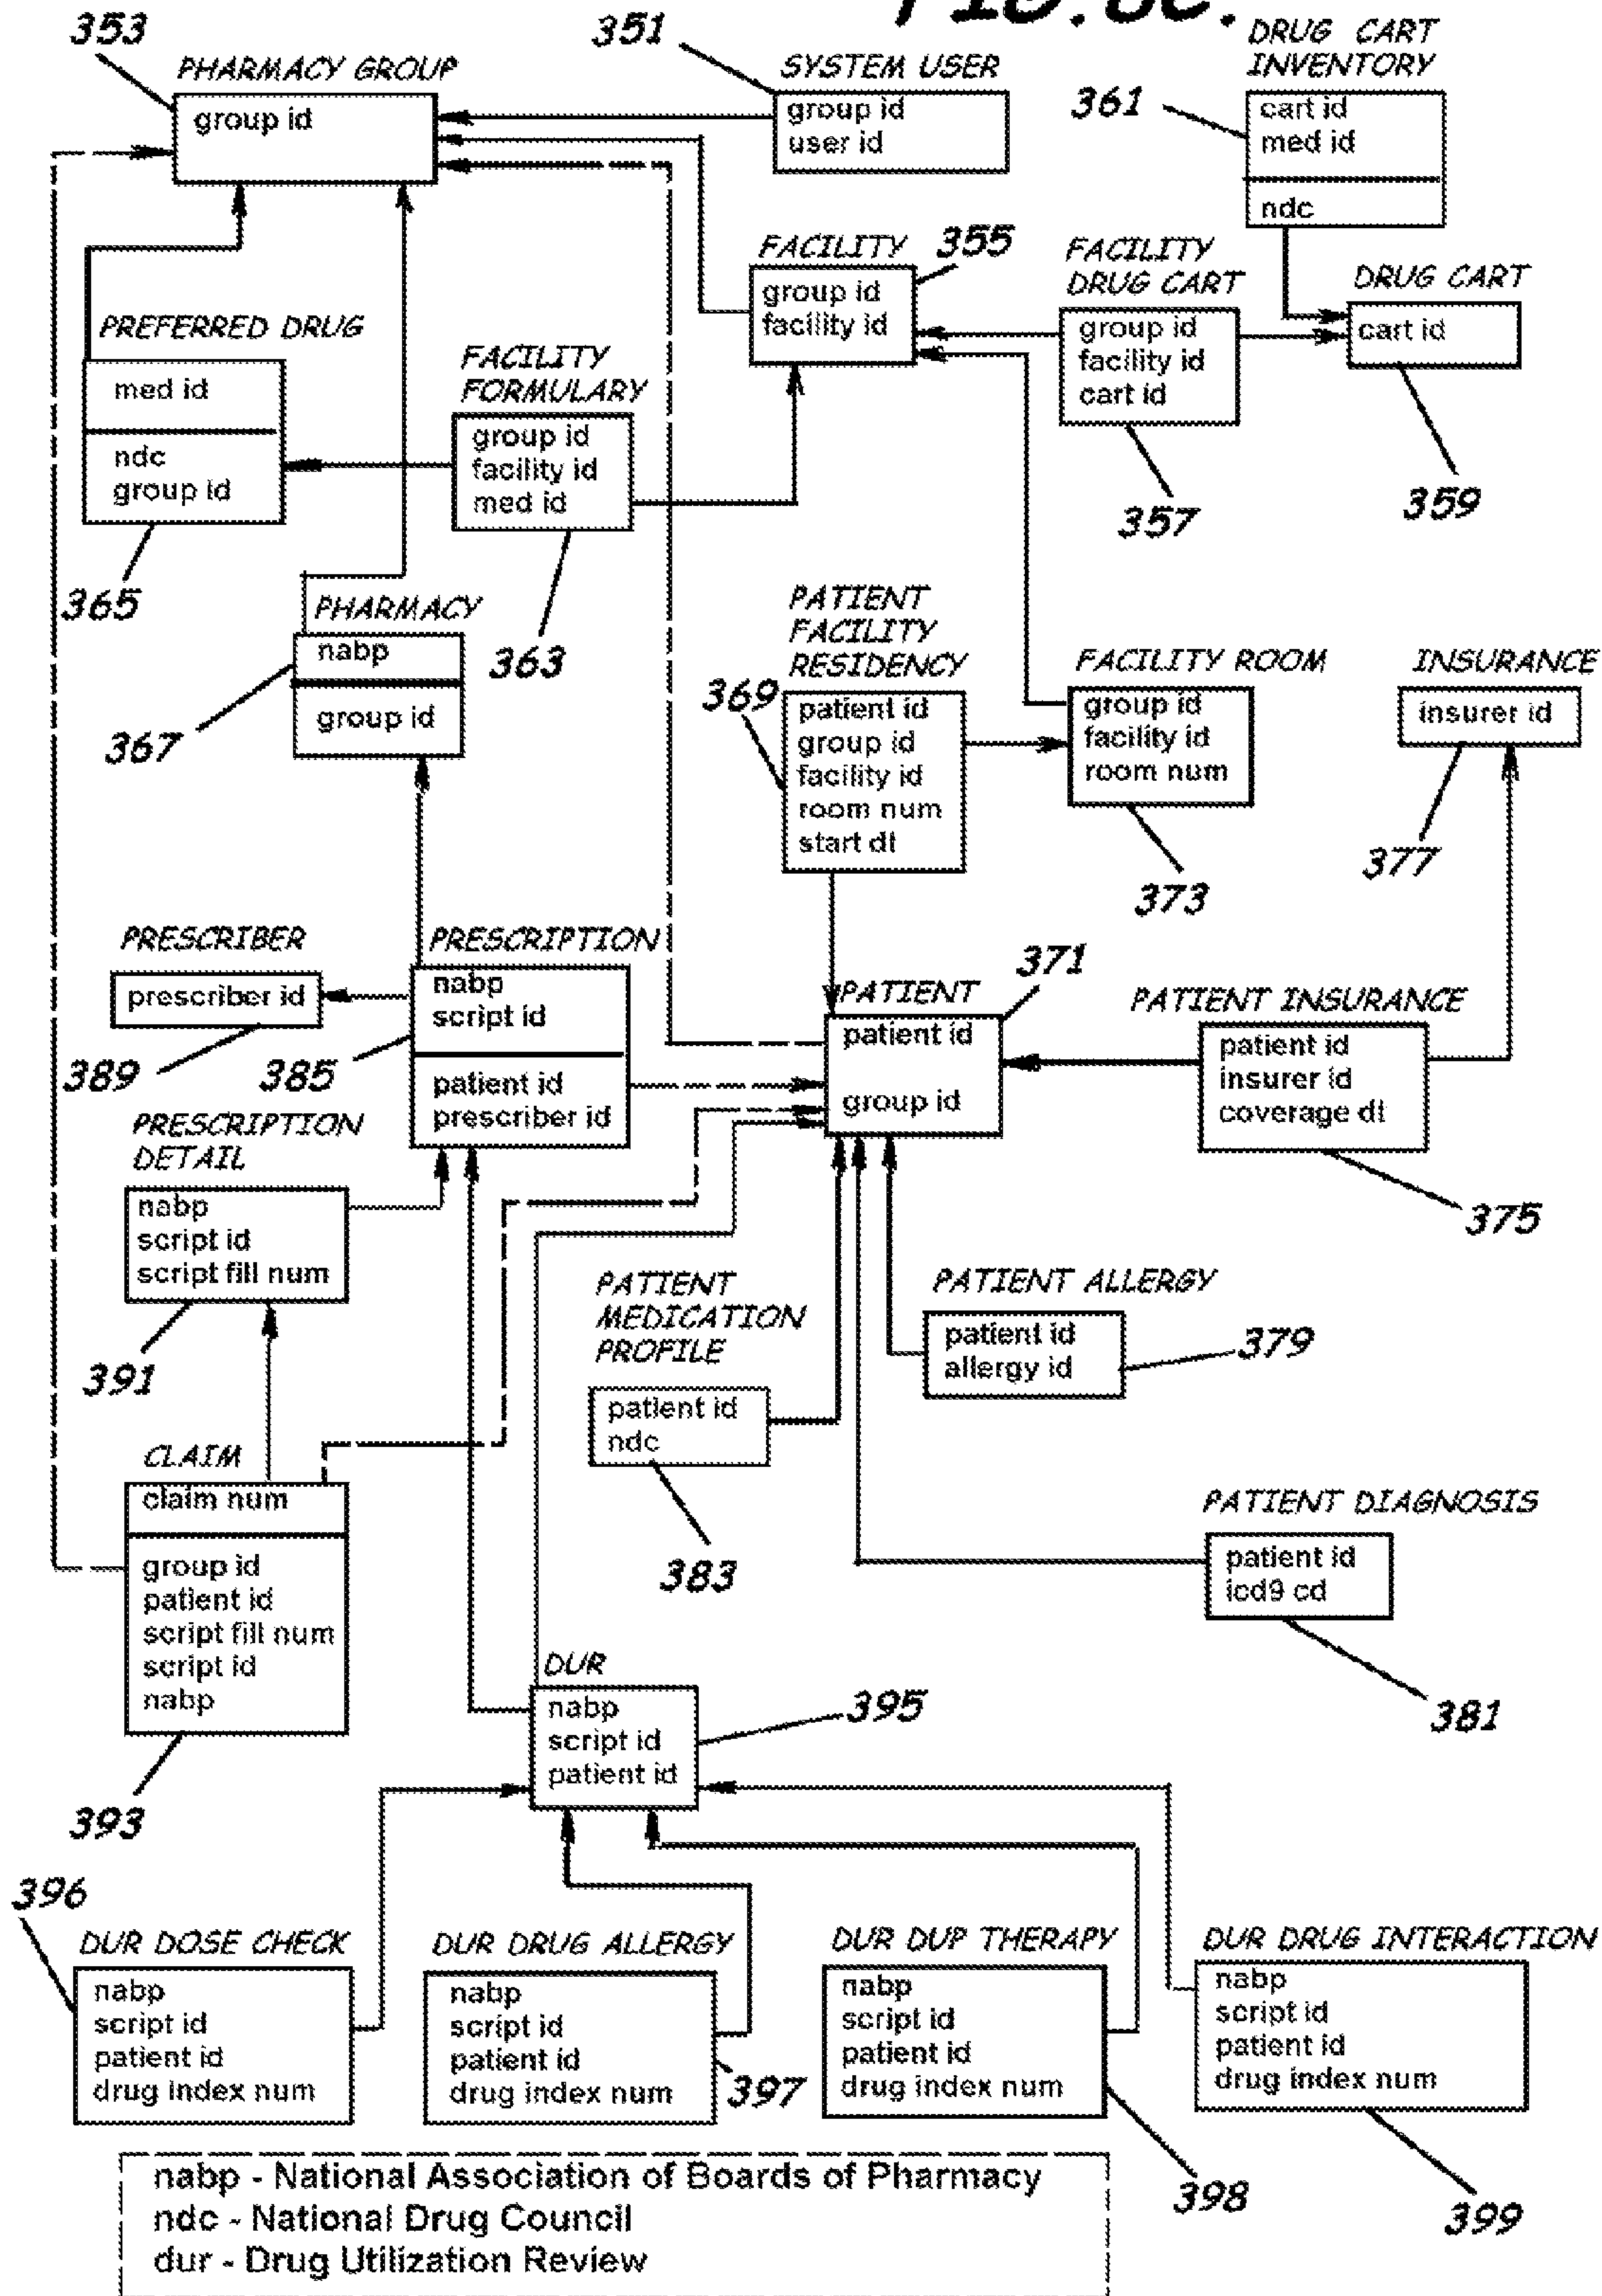 353
PHARMACY GROUP
group id
351
SYSTEM USER
group id
user id
DRUG CART
INVENTORY
361
cart id
med id
ndc
FACILITY
355
group id
facility id
FACILITY
DRUG CART
group id
facility id
cart id
357
DRUG CART
cart id
359
PREFERRED DRUG
med id
ndc
group id
365
FACILITY
FORMULARY
group id
facility id
med id
363
PHARMACY
nabp
group id
367
PATIENT
FACILITY
RESIDENCY
369
patient id
group id
facility id
room num
start dt
FACILITY ROOM
group id
facility id
room num
373
INSURANCE
insurer id
377
PRESCRIBER
prescriber id
389
PRESCRIPTION
nabp
script id
patient id
prescriber id
385
PATIENT
371
patient id
group id
PATIENT INSURANCE
patient id
insurer id
coverage dt
375
PRESCRIPTION
DETAIL
nabp
script id
script fill num
391
PATIENT
MEDICATION
PROFILE
patient id
ndc
383
PATIENT ALLERGY
patient id
allergy id
379
CLAIM
claim num
group id
patient id
script fill num
script id
nabp
393
PATIENT DIAGNOSIS
patient id
icd9 cd
381
DUR
nabp
script id
patient id
395
396
DUR DOSE CHECK
nabp
script id
patient id
drug index num
DUR DRUG ALLERGY
nabp
script id
patient id
drug index num
397
DUR DUP THERAPY
nabp
script id
patient id
drug index num
398
DUR DRUG INTERACTION
nabp
script id
patient id
drug index num
399
nabp - National Association of Boards of Pharmacy
ndc - National Drug Council
dur - Drug Utilization Review